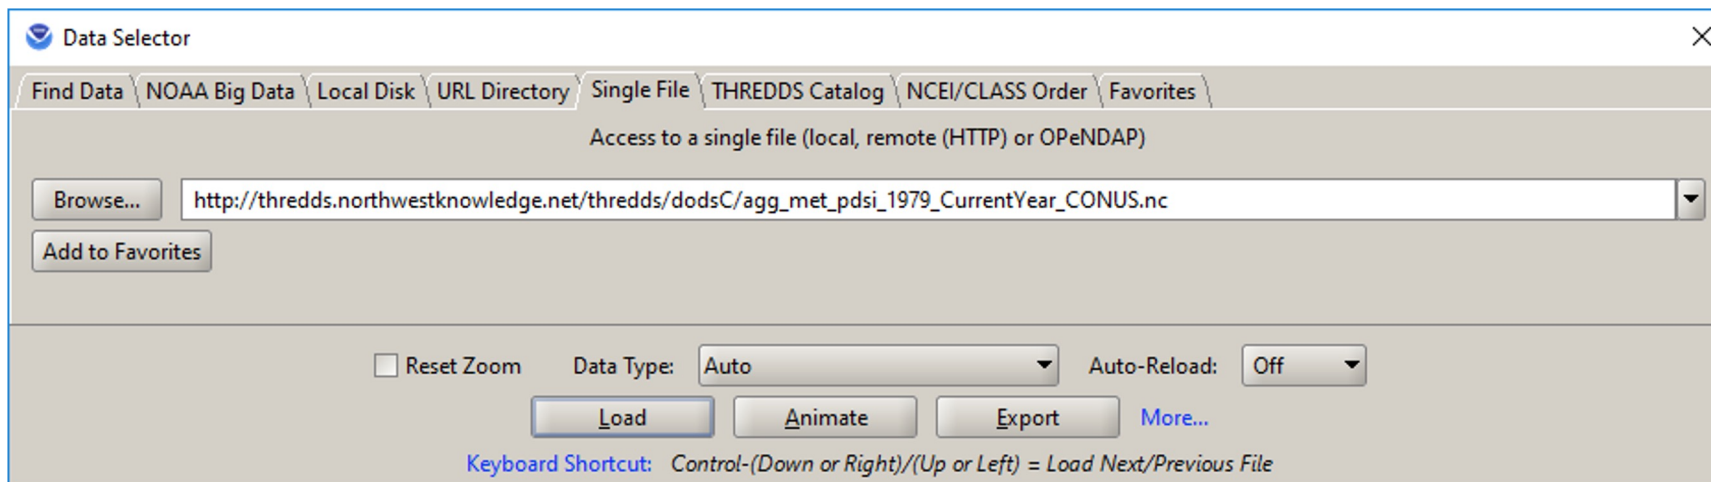 Data Selector
Find Data NOAA Big Data Local Disk URL Directory Single File THREDDS Catalog NCEI/CLASS Order Favorites
Access to a single file (local, remote (HTTP) or OPeNDAP)
Browse... http://thredds.northwestknowledge.net/thredds/dodsC/agg_met_pdsi_1979_CurrentYear_CONUS.nc
Add to Favorites
Reset Zoom Data Type: Auto Auto-Reload: Off
Load Animate Export More...
Keyboard Shortcut: Control-(Down or Right)/(Up or Left) = Load Next/Previous File